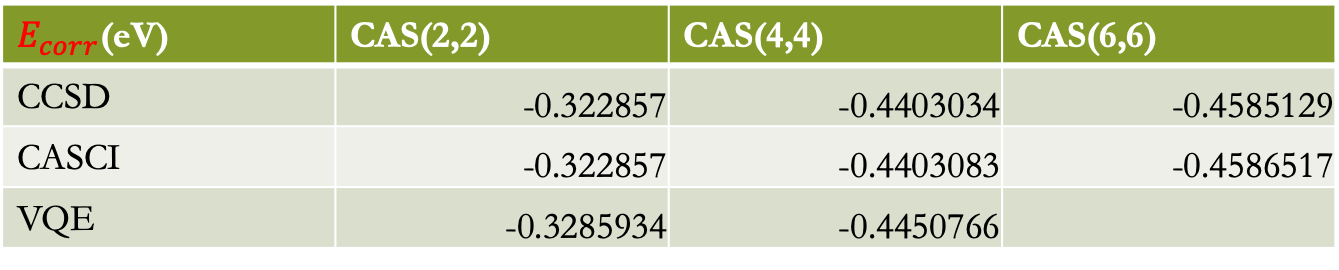 E_corr (eV) CAS(2,2) CAS(4,4) CAS(6,6)
CCSD -0.322857 -0.4403034 -0.4585129
CASCI -0.322857 -0.4403083 -0.4586517
VQE -0.3285934 -0.4450766